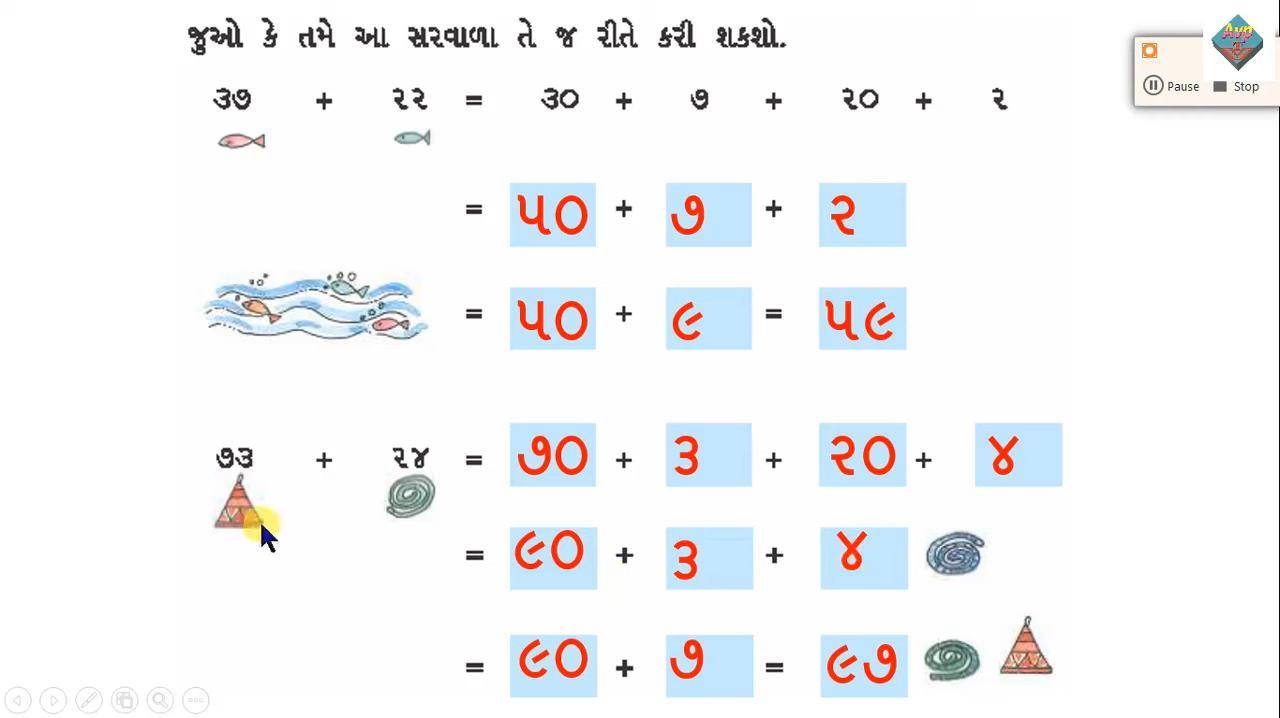 જુઓ કે તમે આ સરવાળા તે જ રીતે કરી શકશો.
Avp
Pause Stop
૩૭ + ૨૨ = ૩૦ + ૭ + ૨૦ + ૨
= ૫૦ + ૭ + ૨
= ૫૦ + ૯ = ૫૯
૭૩ + ૨૪ = ૭૦ + ૩ + ૨૦ + ૪
= ૯૦ + ૩ + ૪
= ૯૦ + ૭ = ૯૭